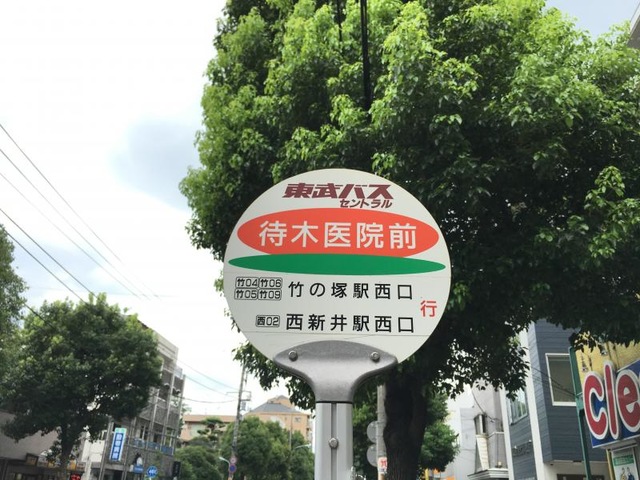 東武バス
セントラル
待木医院前
竹04 竹06
竹05 竹09
竹の塚駅西口
西02 西新井駅西口
行
Cle